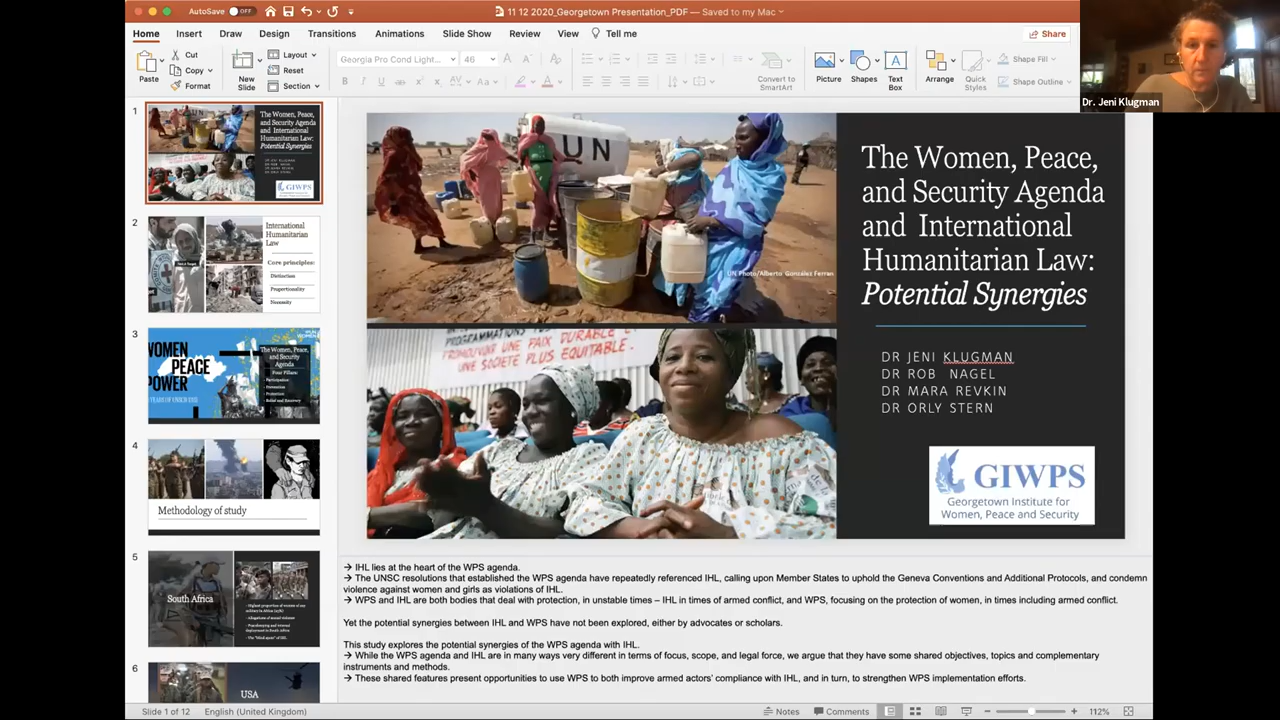 AutoSave OFF
11 12 2020_Georgetown Presentation_PDF — Saved to my Mac
Home Insert Draw Design Transitions Animations Slide Show Review View Tell me
Share
Paste
Cut
Copy
Format
New Slide
Layout
Reset
Section
Georgia Pro Cond Light... 46
Convert to SmartArt
Picture
Shapes
Text Box
Arrange
Quick Styles
Shape Fill
Shape Outline
Dr. Jeni Klugman
1
The Women, Peace,
and Security Agenda
and International
Humanitarian Law:
Potential Synergies
GIWPS
2
International
Humanitarian
Law
Core principles:
Distinction
Proportionality
Necessity
3
WOMEN
PEACE
POWER
The Women, Peace,
and Security
Agenda
Four Pillars:
Participation
Prevention
Protection
Relief and Recovery
4
Methodology of study
5
South Africa
6
USA
UN
UN Photo/Alberto Gonzalez Farran
PROGRAMMATIONS
POUR DURABLE
PROMOUVOIR UNE PAIX
UNE SOCIÉTÉ PLUS EQUITABLE.
The Women, Peace,
and Security Agenda
and International
Humanitarian Law:
Potential Synergies
DR JENI KLUGMAN
DR ROB NAGEL
DR MARA REVKIN
DR ORLY STERN
GIWPS
Georgetown Institute for
Women, Peace and Security
→ IHL lies at the heart of the WPS agenda.
→ The UNSC resolutions that established the WPS agenda have repeatedly referenced IHL, calling upon Member States to uphold the Geneva Conventions and Additional Protocols, and condemn
violence against women and girls as violations of IHL.
→ WPS and IHL are both bodies that deal with protection, in unstable times – IHL in times of armed conflict, and WPS, focusing on the protection of women, in times including armed conflict.
Yet the potential synergies between IHL and WPS have not been explored, either by advocates or scholars.
This study explores the potential synergies of the WPS agenda with IHL.
→ While the WPS agenda and IHL are in many ways very different in terms of focus, scope, and legal force, we argue that they have some shared objectives, topics and complementary
instruments and methods.
→ These shared features present opportunities to use WPS to both improve armed actors' compliance with IHL, and in turn, to strengthen WPS implementation efforts.
Slide 1 of 12 English (United Kingdom)
Notes Comments 112%